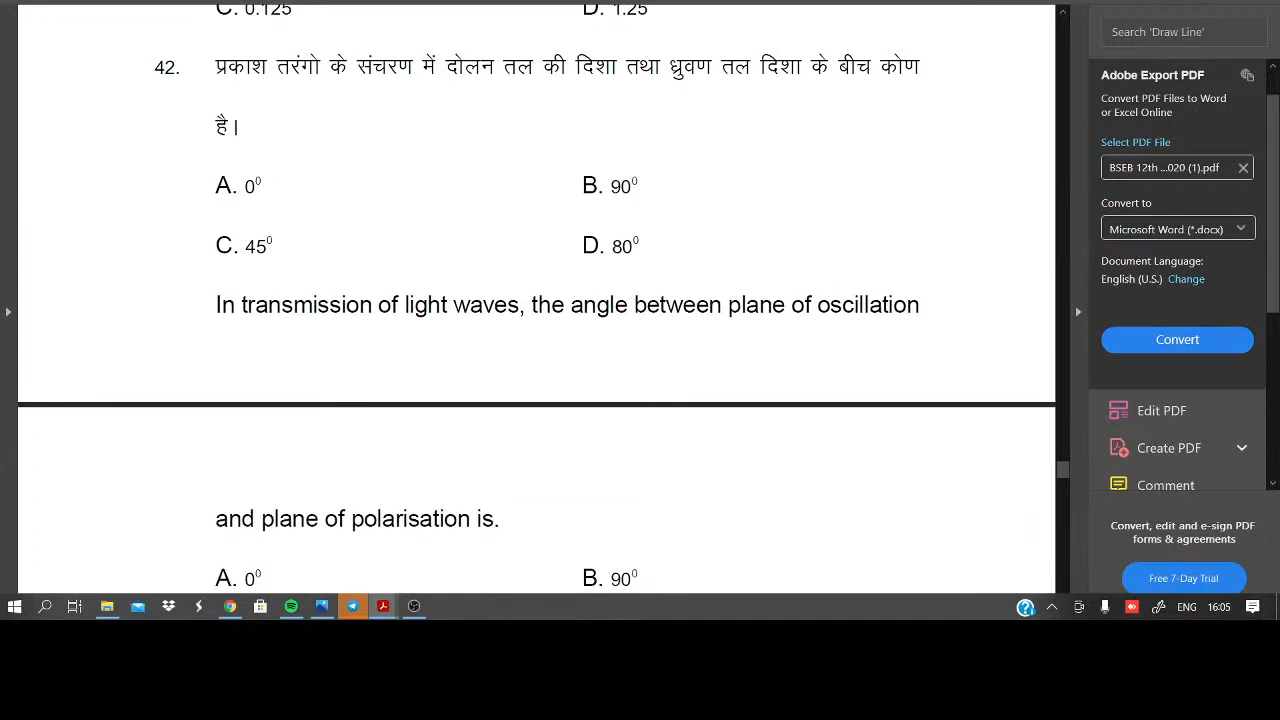 C. 0.125 D. 1.25
42. प्रकाश तरंगो के संचरण में दोलन तल की दिशा तथा ध्रुवण तल दिशा के बीच कोण
है।
A. 0⁰ B. 90⁰
C. 45⁰ D. 80⁰
In transmission of light waves, the angle between plane of oscillation
and plane of polarisation is.
A. 0⁰ B. 90⁰
Search 'Draw Line'
Adobe Export PDF
Convert PDF Files to Word
or Excel Online
Select PDF File
BSEB 12th ...020 (1).pdf
Convert to
Microsoft Word (*.docx)
Document Language:
English (U.S.) Change
Convert
Edit PDF
Create PDF
Comment
Convert, edit and e-sign PDF
forms & agreements
Free 7-Day Trial
ENG 16:05